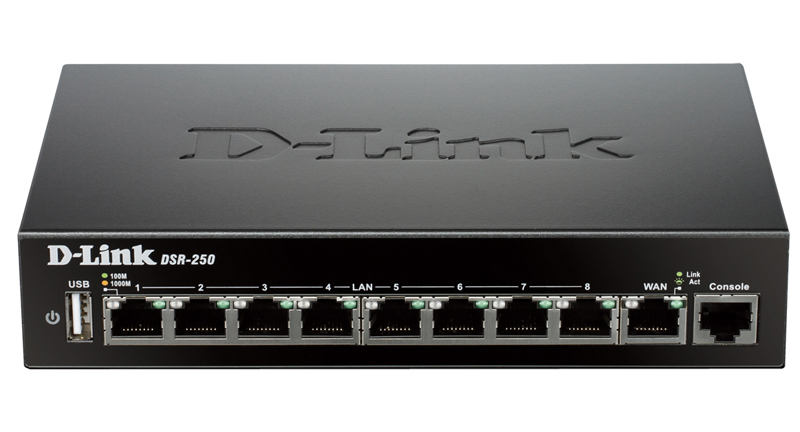 D-Link
D-Link DSR-250
USB
100M
1000M
1 2 3 4 LAN 5 6 7 8 WAN
Link
Act
Console